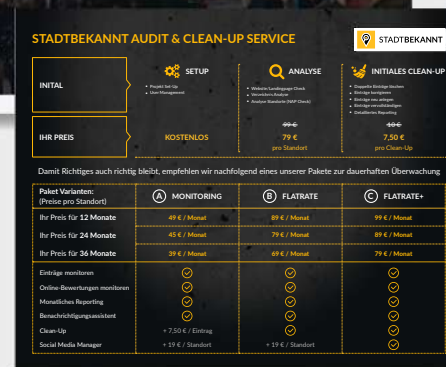 STADTBEKANNT AUDIT & CLEAN-UP SERVICE
STADTBEKANNT
INITAL
SETUP
• Projekt Set-Up
• User Management
ANALYSE
• Website/Landingpage Check
• Verzeichnis Analyse
• Analyse Standorte (NAP Check)
INITIALES CLEAN-UP
• Doppelte Einträge löschen
• Einträge korrigieren
• Einträge neu anlegen
• Einträge vervollständigen
• Detailliertes Reporting
IHR PREIS
KOSTENLOS
99 €
79 €
pro Standort
10 €
7,50 €
pro Clean-Up
Damit Richtiges auch richtig bleibt, empfehlen wir nachfolgend eines unserer Pakete zur dauerhaften Überwachung
Paket Varianten:
(Preise pro Standort)
A MONITORING
B FLATRATE
C FLATRATE+
Ihr Preis für 12 Monate 49 € / Monat 89 € / Monat 99 € / Monat
Ihr Preis für 24 Monate 45 € / Monat 79 € / Monat 89 € / Monat
Ihr Preis für 36 Monate 39 € / Monat 69 € / Monat 79 € / Monat
Einträge monitoren
Online-Bewertungen monitoren
Monatliches Reporting
Benachrichtigungsassistent
Clean-Up + 7,50 € / Eintrag
Social Media Manager + 19 € / Standort + 19 € / Standort